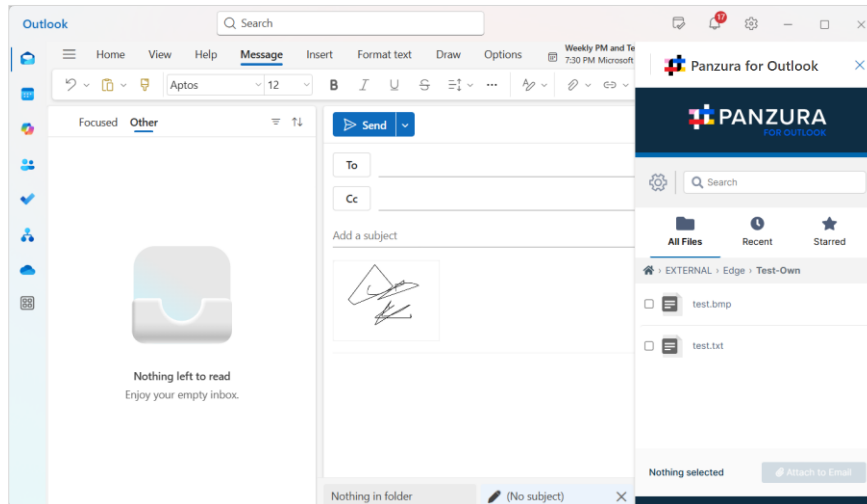 Outlook
Search
17
Home View Help Message Insert Format text Draw Options
Weekly PM and Te
7:30 PM Microsoft
Aptos 12 B I U S
Focused Other
Send
To
Cc
Add a subject
Nothing left to read
Enjoy your empty inbox.
Nothing in folder
(No subject)
Panzura for Outlook
PANZURA
FOR OUTLOOK
Search
All Files Recent Starred
EXTERNAL › Edge › Test-Own
test.bmp
test.txt
Nothing selected
Attach to Email